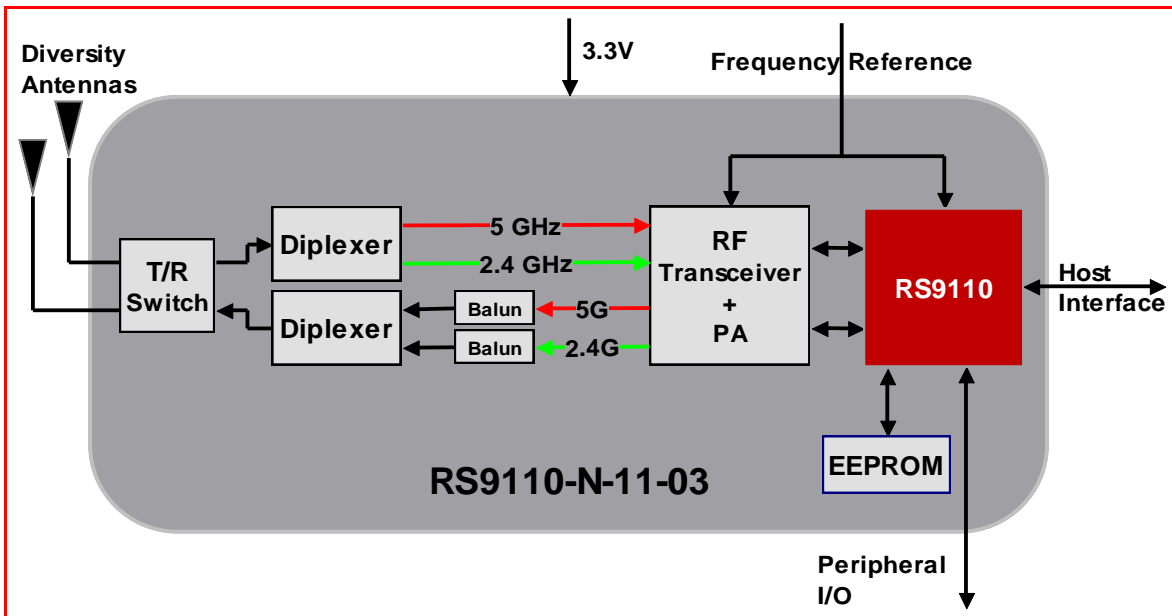 Diversity
Antennas
3.3V
Frequency Reference
Diplexer
5 GHz
2.4 GHz
RF
Transceiver
+
PA
T/R
Switch
RS9110
Host
Interface
Diplexer
Balun
5G
Balun
2.4G
EEPROM
RS9110-N-11-03
Peripheral
I/O